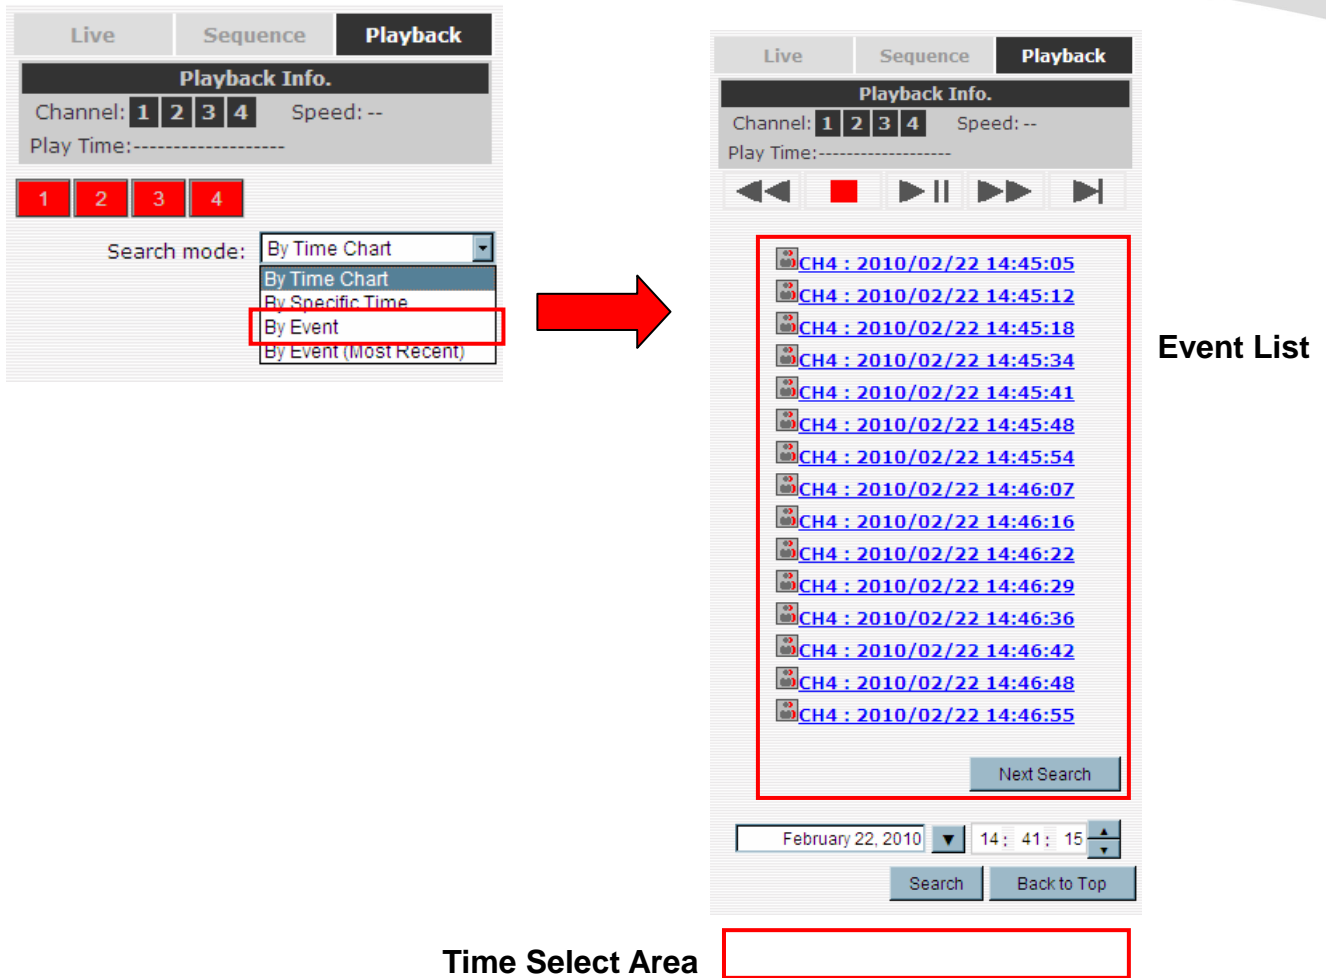 Live Sequence Playback
Playback Info.
Channel: 1 2 3 4 Speed: --
Play Time:-------------------
1 2 3 4
Search mode: By Time Chart
By Time Chart
By Specific Time
By Event
By Event (Most Recent)
Live Sequence Playback
Playback Info.
Channel: 1 2 3 4 Speed: --
Play Time:-------------------
CH4 : 2010/02/22 14:45:05
CH4 : 2010/02/22 14:45:12
CH4 : 2010/02/22 14:45:18
CH4 : 2010/02/22 14:45:34
CH4 : 2010/02/22 14:45:41
CH4 : 2010/02/22 14:45:48
CH4 : 2010/02/22 14:45:54
CH4 : 2010/02/22 14:46:07
CH4 : 2010/02/22 14:46:16
CH4 : 2010/02/22 14:46:22
CH4 : 2010/02/22 14:46:29
CH4 : 2010/02/22 14:46:36
CH4 : 2010/02/22 14:46:42
CH4 : 2010/02/22 14:46:48
CH4 : 2010/02/22 14:46:55
Next Search
Event List
February 22, 2010 14 : 41 : 15
Search Back to Top
Time Select Area